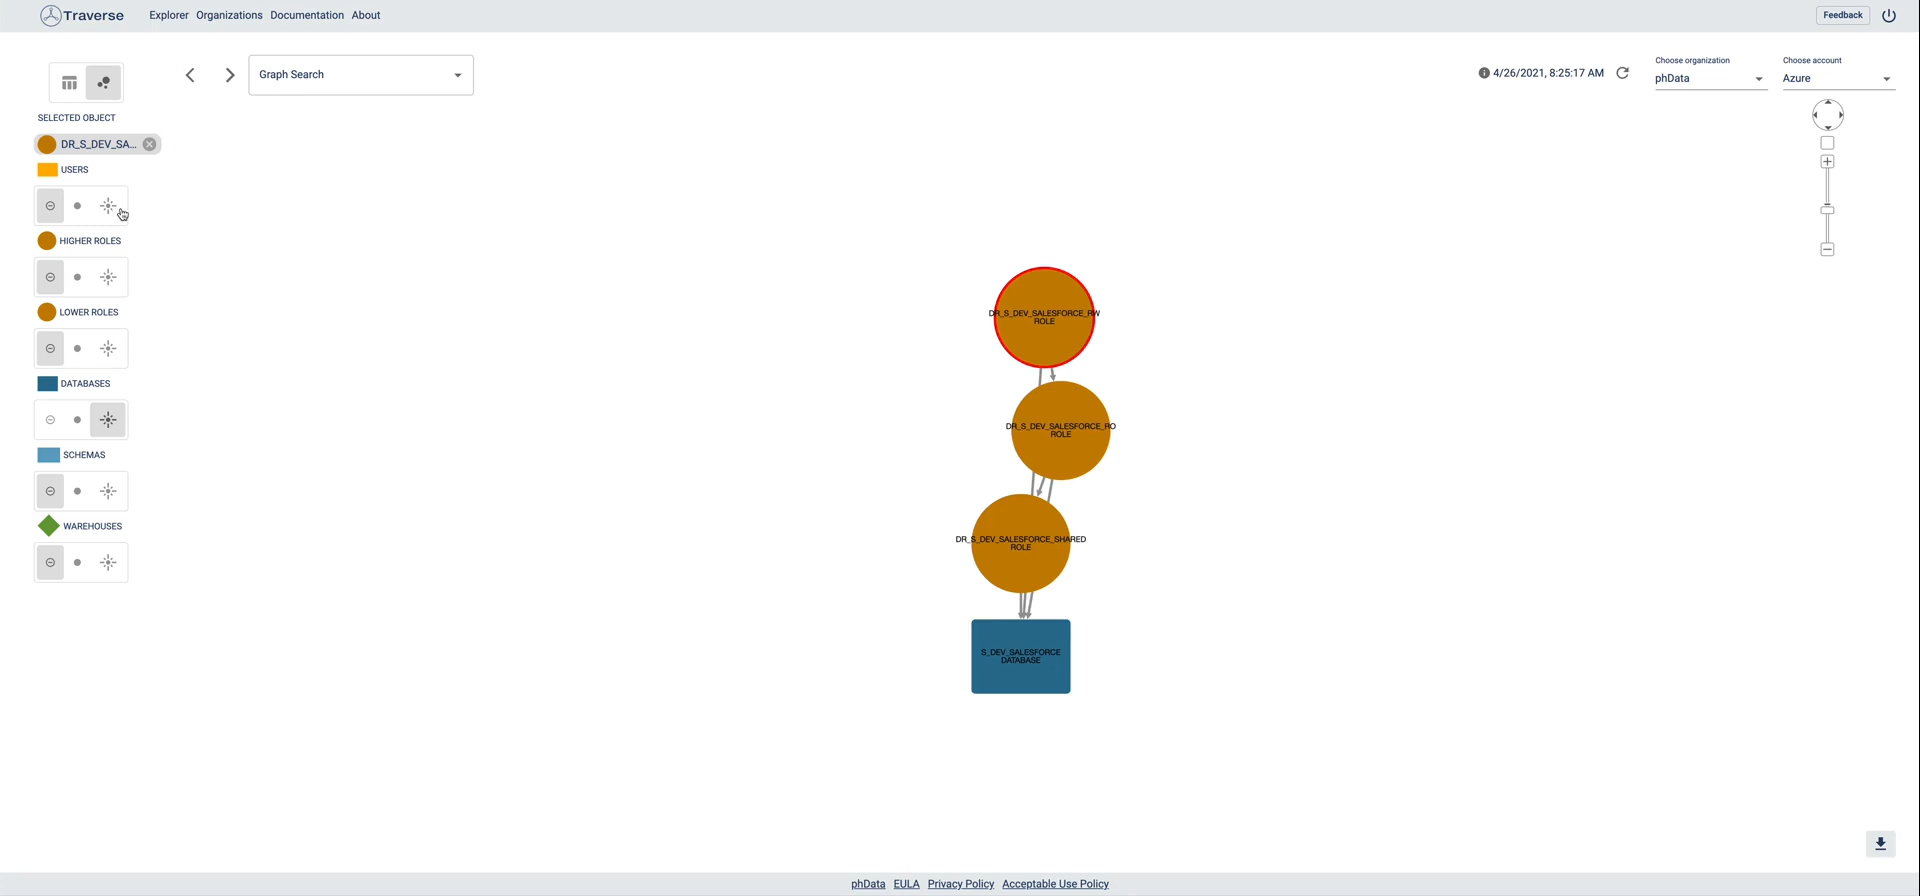 Traverse
Explorer Organizations Documentation About
Feedback
Graph Search
4/26/2021, 8:25:17 AM
Choose organization
phData
Choose account
Azure
SELECTED OBJECT
DR_S_DEV_SA...
USERS
HIGHER ROLES
LOWER ROLES
DATABASES
SCHEMAS
WAREHOUSES
DR_S_DEV_SALESFORCE_RW
ROLE
DR_S_DEV_SALESFORCE_RO
ROLE
DR_S_DEV_SALESFORCE_SHARED
ROLE
S_DEV_SALESFORCE
DATABASE
phData EULA Privacy Policy Acceptable Use Policy